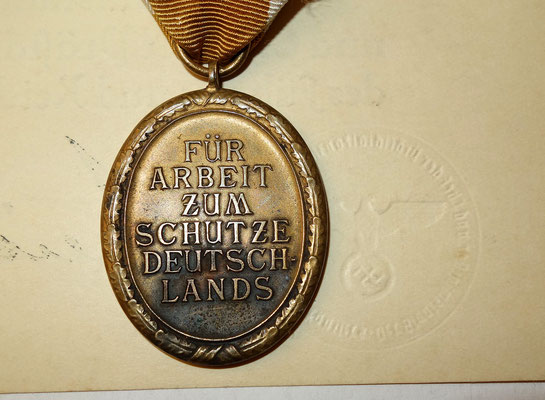 FÜR
ARBEIT
ZUM
SCHUTZE
DEUTSCH-
LANDS